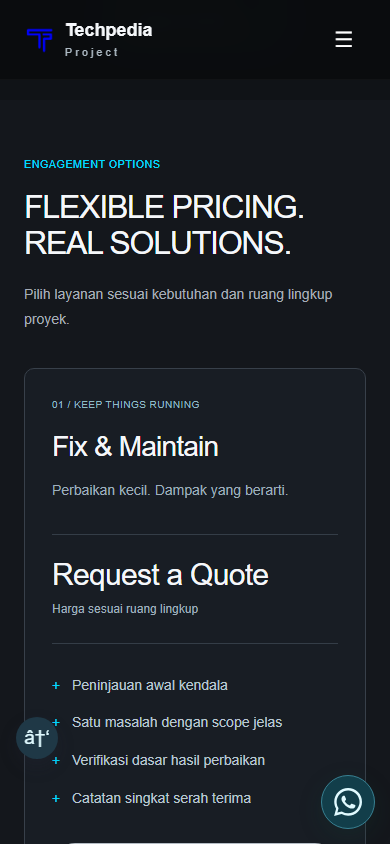 Techpedia
Project
ENGAGEMENT OPTIONS
FLEXIBLE PRICING.
REAL SOLUTIONS.
Pilih layanan sesuai kebutuhan dan ruang lingkup
proyek.
01 / KEEP THINGS RUNNING
Fix & Maintain
Perbaikan kecil. Dampak yang berarti.
Request a Quote
Harga sesuai ruang lingkup
+ Peninjauan awal kendala
+ Satu masalah dengan scope jelas
â†‘
+ Verifikasi dasar hasil perbaikan
+ Catatan singkat serah terima